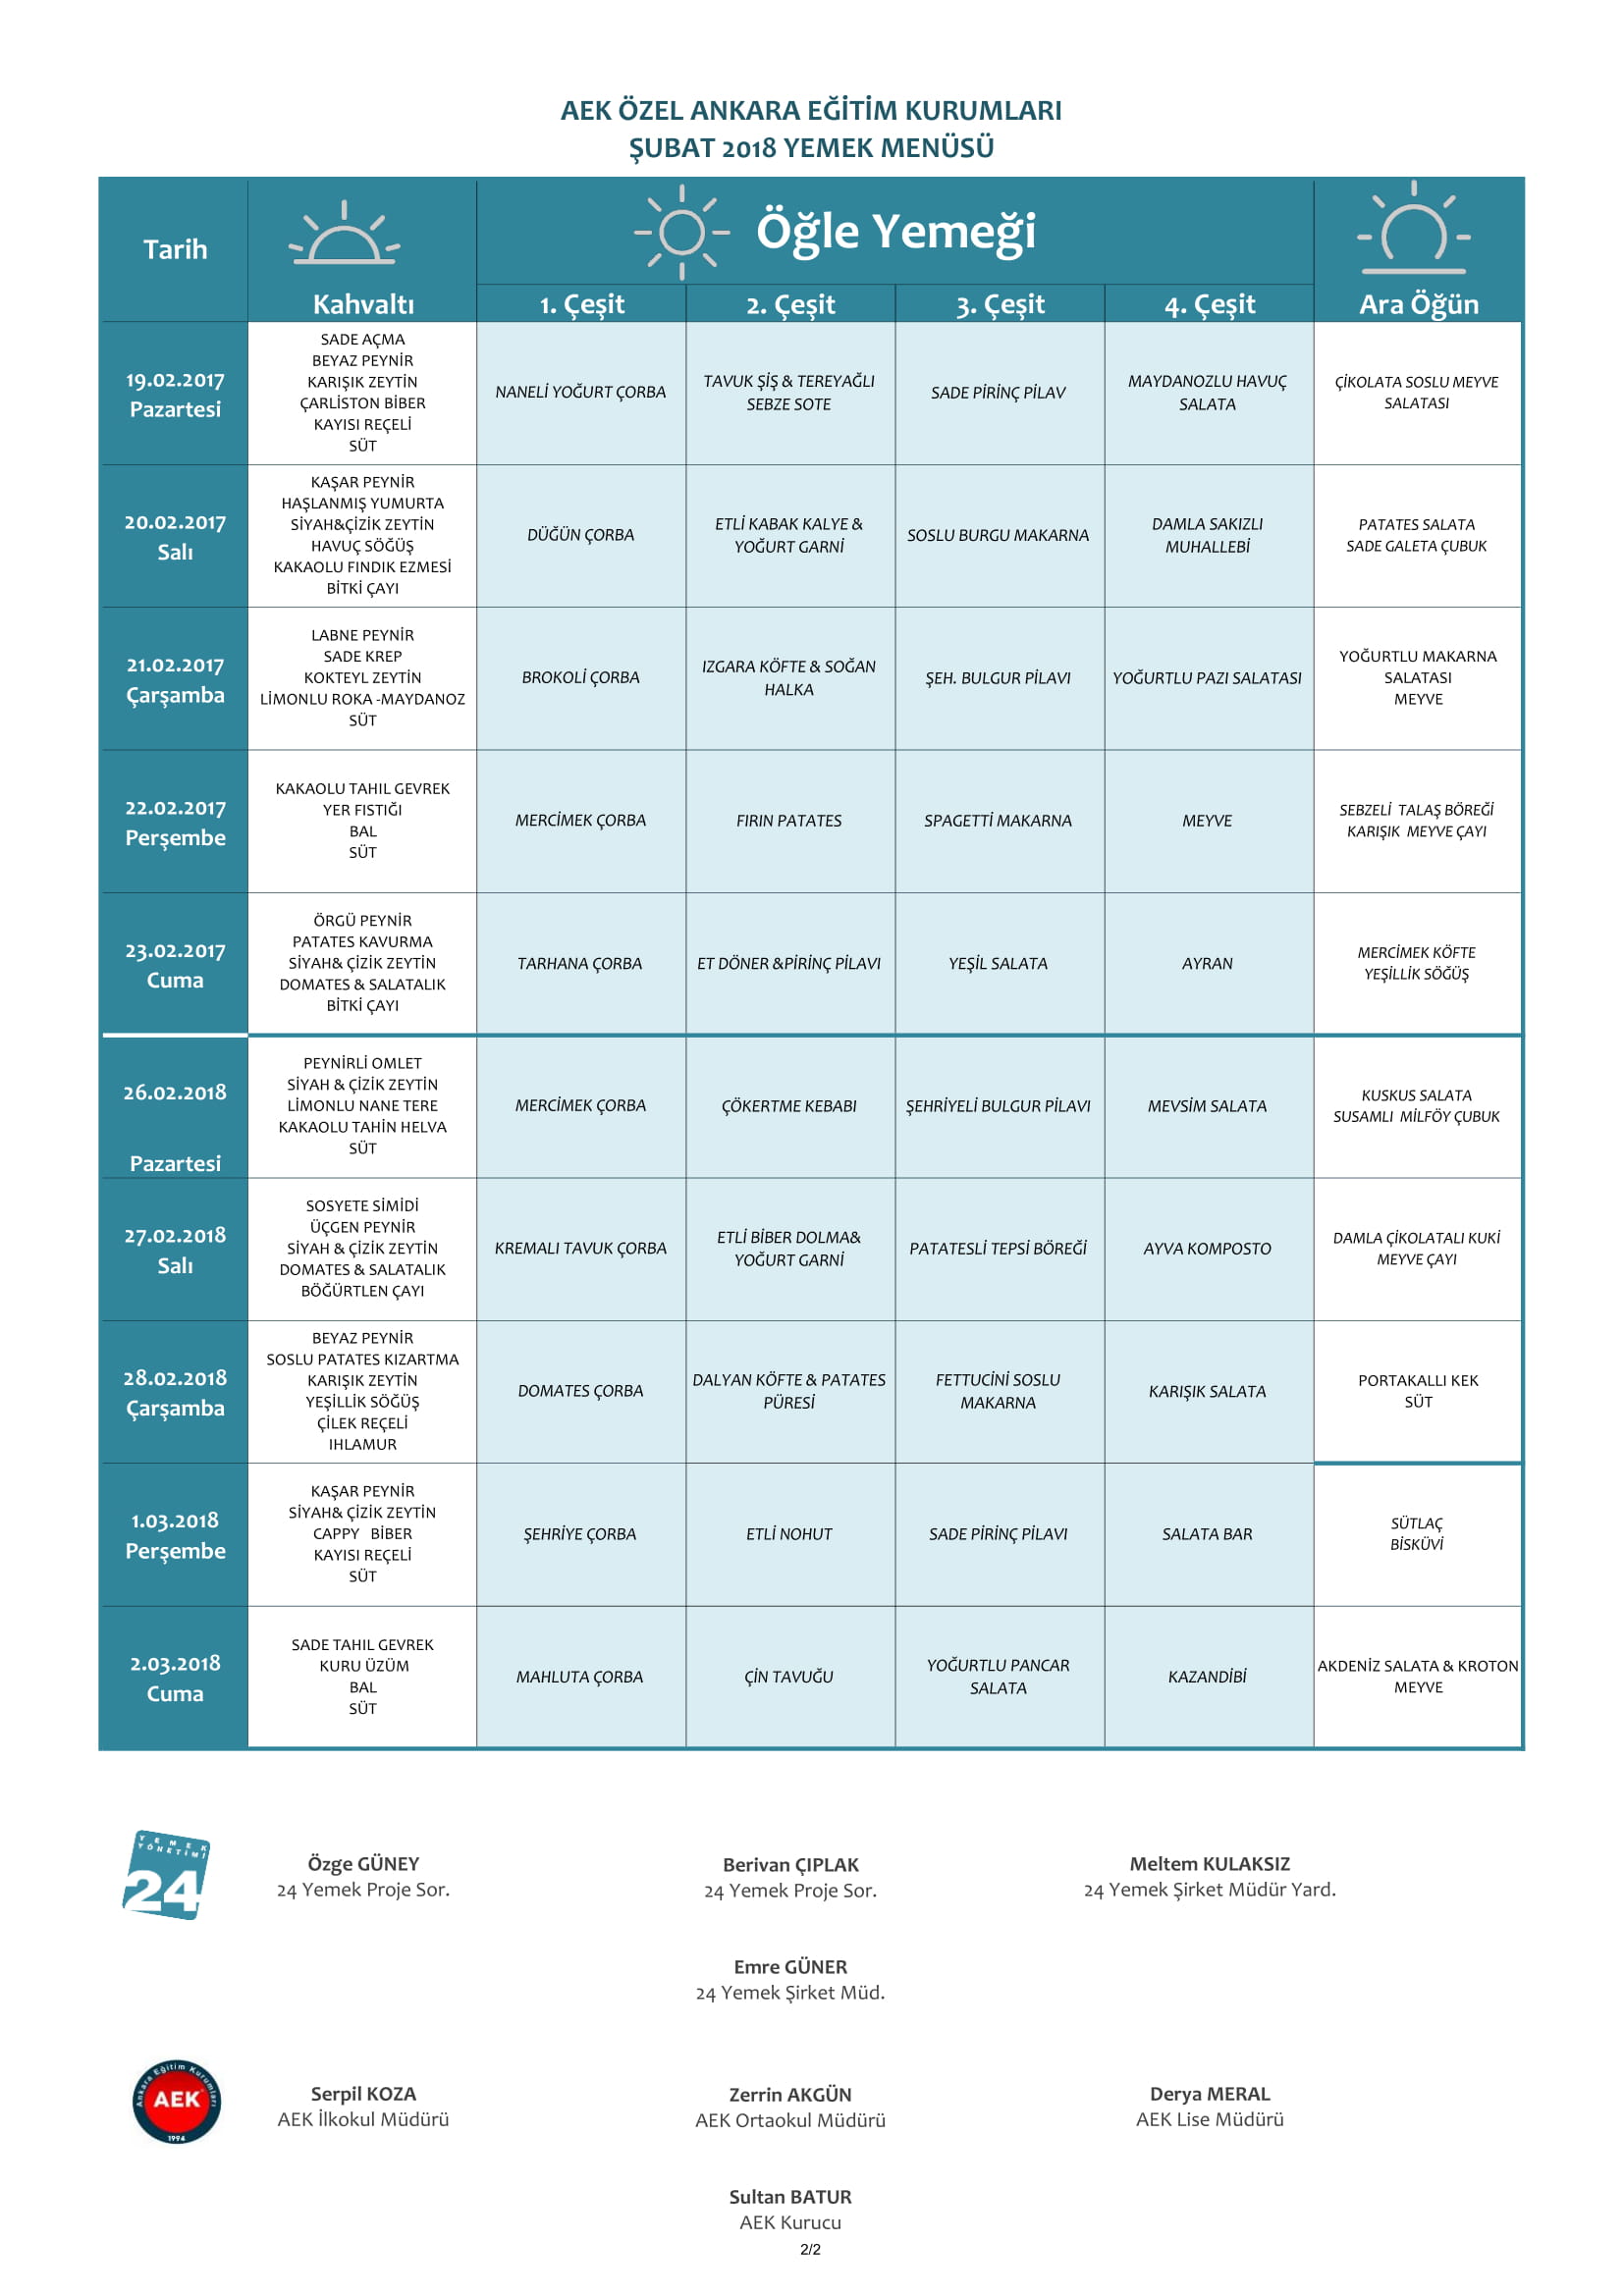 AEK ÖZEL ANKARA EĞİTİM KURUMLARI
ŞUBAT 2018 YEMEK MENÜSÜ
Tarih
Kahvaltı
Öğle Yemeği
1. Çeşit
2. Çeşit
3. Çeşit
4. Çeşit
Ara Öğün
19.02.2017
Pazartesi
SADE AÇMA
BEYAZ PEYNİR
KARIŞIK ZEYTİN
ÇARLİSTON BİBER
KAYISI REÇELİ
SÜT
NANELİ YOĞURT ÇORBA
TAVUK ŞİŞ & TEREYAĞLI
SEBZE SOTE
SADE PİRİNÇ PİLAV
MAYDANOZLU HAVUÇ
SALATA
ÇİKOLATA SOSLU MEYVE
SALATASI
20.02.2017
Salı
KAŞAR PEYNİR
HAŞLANMIŞ YUMURTA
SİYAH&ÇİZİK ZEYTİN
HAVUÇ SÖĞÜŞ
KAKAOLU FINDIK EZMESİ
BİTKİ ÇAYI
DÜĞÜN ÇORBA
ETLİ KABAK KALYE &
YOĞURT GARNİ
SOSLU BURGU MAKARNA
DAMLA SAKIZLI
MUHALLEBİ
PATATES SALATA
SADE GALETA ÇUBUK
21.02.2017
Çarşamba
LABNE PEYNİR
SADE KREP
KOKTEYL ZEYTİN
LİMONLU ROKA -MAYDANOZ
SÜT
BROKOLİ ÇORBA
IZGARA KÖFTE & SOĞAN
HALKA
ŞEH. BULGUR PİLAVI
YOĞURTLU PAZI SALATASI
YOĞURTLU MAKARNA
SALATASI
MEYVE
22.02.2017
Perşembe
KAKAOLU TAHIL GEVREK
YER FISTIĞI
BAL
SÜT
MERCİMEK ÇORBA
FIRIN PATATES
SPAGETTİ MAKARNA
MEYVE
SEBZELİ  TALAŞ BÖREĞİ
KARIŞIK  MEYVE ÇAYI
23.02.2017
Cuma
ÖRGÜ PEYNİR
PATATES KAVURMA
SİYAH& ÇİZİK ZEYTİN
DOMATES & SALATALIK
BİTKİ ÇAYI
TARHANA ÇORBA
ET DÖNER &PİRİNÇ PİLAVI
YEŞİL SALATA
AYRAN
MERCİMEK KÖFTE
YEŞİLLİK SÖĞÜŞ
26.02.2018
Pazartesi
PEYNİRLİ OMLET
SİYAH & ÇİZİK ZEYTİN
LİMONLU NANE TERE
KAKAOLU TAHİN HELVA
SÜT
MERCİMEK ÇORBA
ÇÖKERTME KEBABI
ŞEHRİYELİ BULGUR PİLAVI
MEVSİM SALATA
KUSKUS SALATA
SUSAMLI  MİLFÖY ÇUBUK
27.02.2018
Salı
SOSYETE SİMİDİ
ÜÇGEN PEYNİR
SİYAH & ÇİZİK ZEYTİN
DOMATES & SALATALIK
BÖĞÜRTLEN ÇAYI
KREMALI TAVUK ÇORBA
ETLİ BİBER DOLMA&
YOĞURT GARNİ
PATATESLİ TEPSİ BÖREĞİ
AYVA KOMPOSTO
DAMLA ÇİKOLATALI KUKİ
MEYVE ÇAYI
28.02.2018
Çarşamba
BEYAZ PEYNİR
SOSLU PATATES KIZARTMA
KARIŞIK ZEYTİN
YEŞİLLİK SÖĞÜŞ
ÇİLEK REÇELİ
IHLAMUR
DOMATES ÇORBA
DALYAN KÖFTE & PATATES
PÜRESİ
FETTUCİNİ SOSLU
MAKARNA
KARIŞIK SALATA
PORTAKALLI KEK
SÜT
1.03.2018
Perşembe
KAŞAR PEYNİR
SİYAH& ÇİZİK ZEYTİN
CAPPY   BİBER
KAYISI REÇELİ
SÜT
ŞEHRİYE ÇORBA
ETLİ NOHUT
SADE PİRİNÇ PİLAVI
SALATA BAR
SÜTLAÇ
BİSKÜVİ
2.03.2018
Cuma
SADE TAHIL GEVREK
KURU ÜZÜM
BAL
SÜT
MAHLUTA ÇORBA
ÇİN TAVUĞU
YOĞURTLU PANCAR
SALATA
KAZANDİBİ
AKDENİZ SALATA & KROTON
MEYVE
YEMEK
YÖNETİMİ
24
Özge GÜNEY
24 Yemek Proje Sor.
Berivan ÇIPLAK
24 Yemek Proje Sor.
Meltem KULAKSIZ
24 Yemek Şirket Müdür Yard.
Emre GÜNER
24 Yemek Şirket Müd.
Ankara Eğitim Kurumları
AEK
1994
Serpil KOZA
AEK İlkokul Müdürü
Zerrin AKGÜN
AEK Ortaokul Müdürü
Derya MERAL
AEK Lise Müdürü
Sultan BATUR
AEK Kurucu
2/2